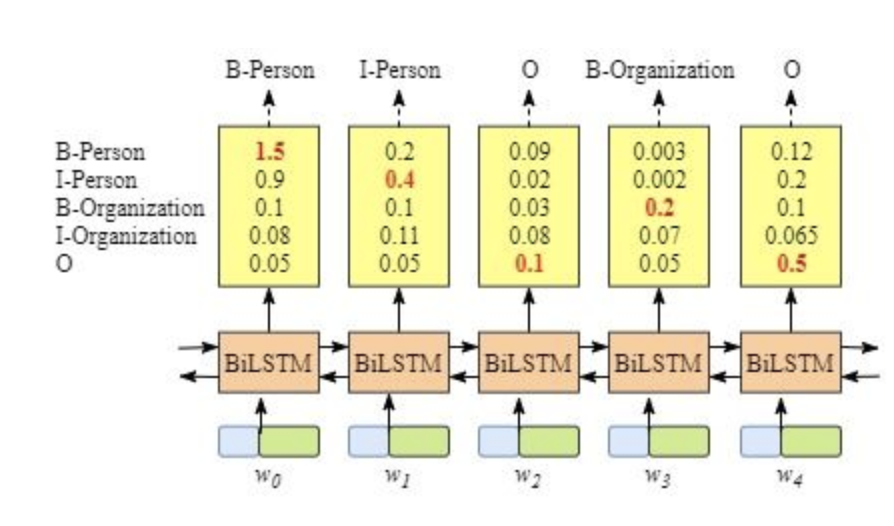 B-Person I-Person O B-Organization O
B-Person 1.5 0.2 0.09 0.003 0.12
I-Person 0.9 0.4 0.02 0.002 0.2
B-Organization 0.1 0.1 0.03 0.2 0.1
I-Organization 0.08 0.11 0.08 0.07 0.065
O 0.05 0.05 0.1 0.05 0.5
BiLSTM BiLSTM BiLSTM BiLSTM BiLSTM
w0 w1 w2 w3 w4